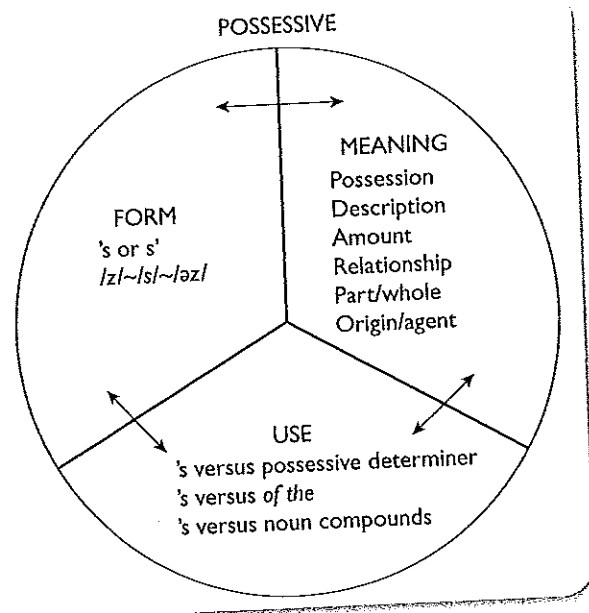 POSSESSIVE
FORM
's or s'
/z/~/s/~/əz/
MEANING
Possession
Description
Amount
Relationship
Part/whole
Origin/agent
USE
's versus possessive determiner
's versus of the
's versus noun compounds